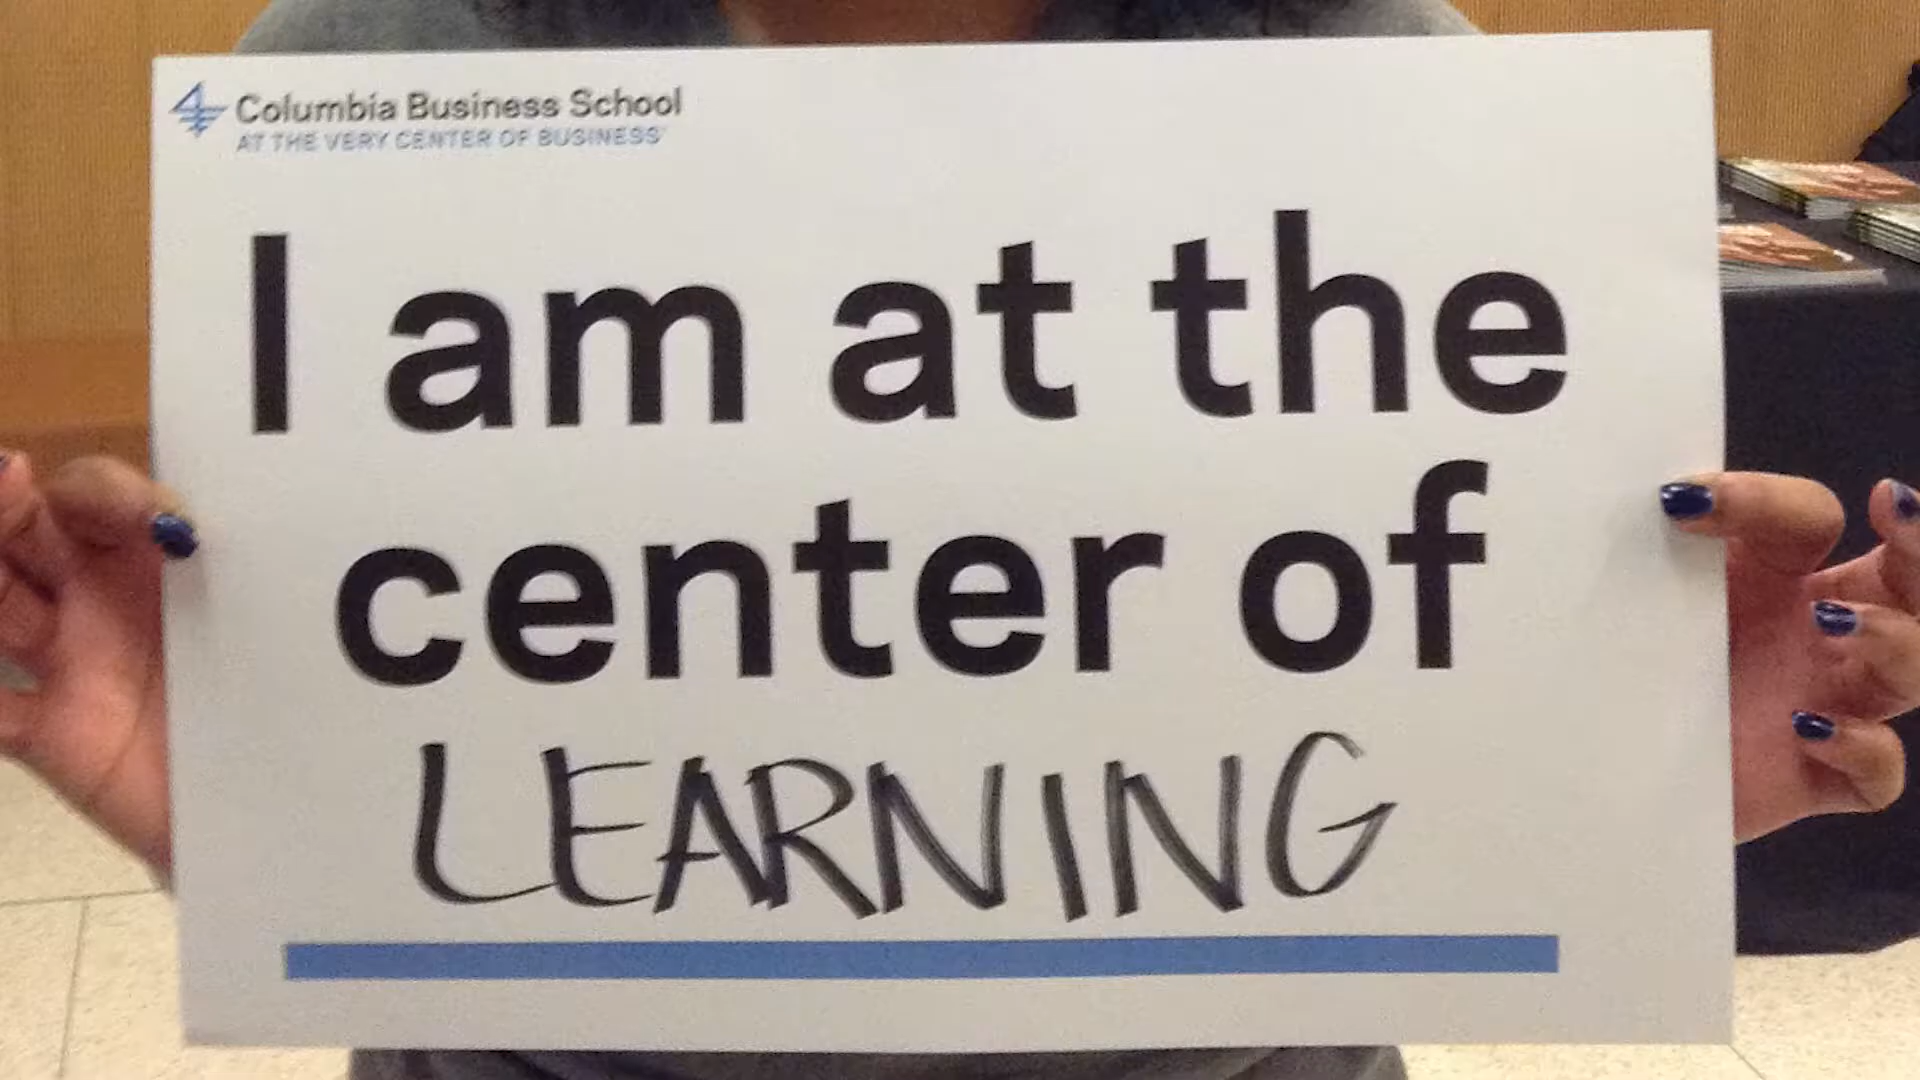 Columbia Business School
AT THE VERY CENTER OF BUSINESS
I am at the
center of
LEARNING